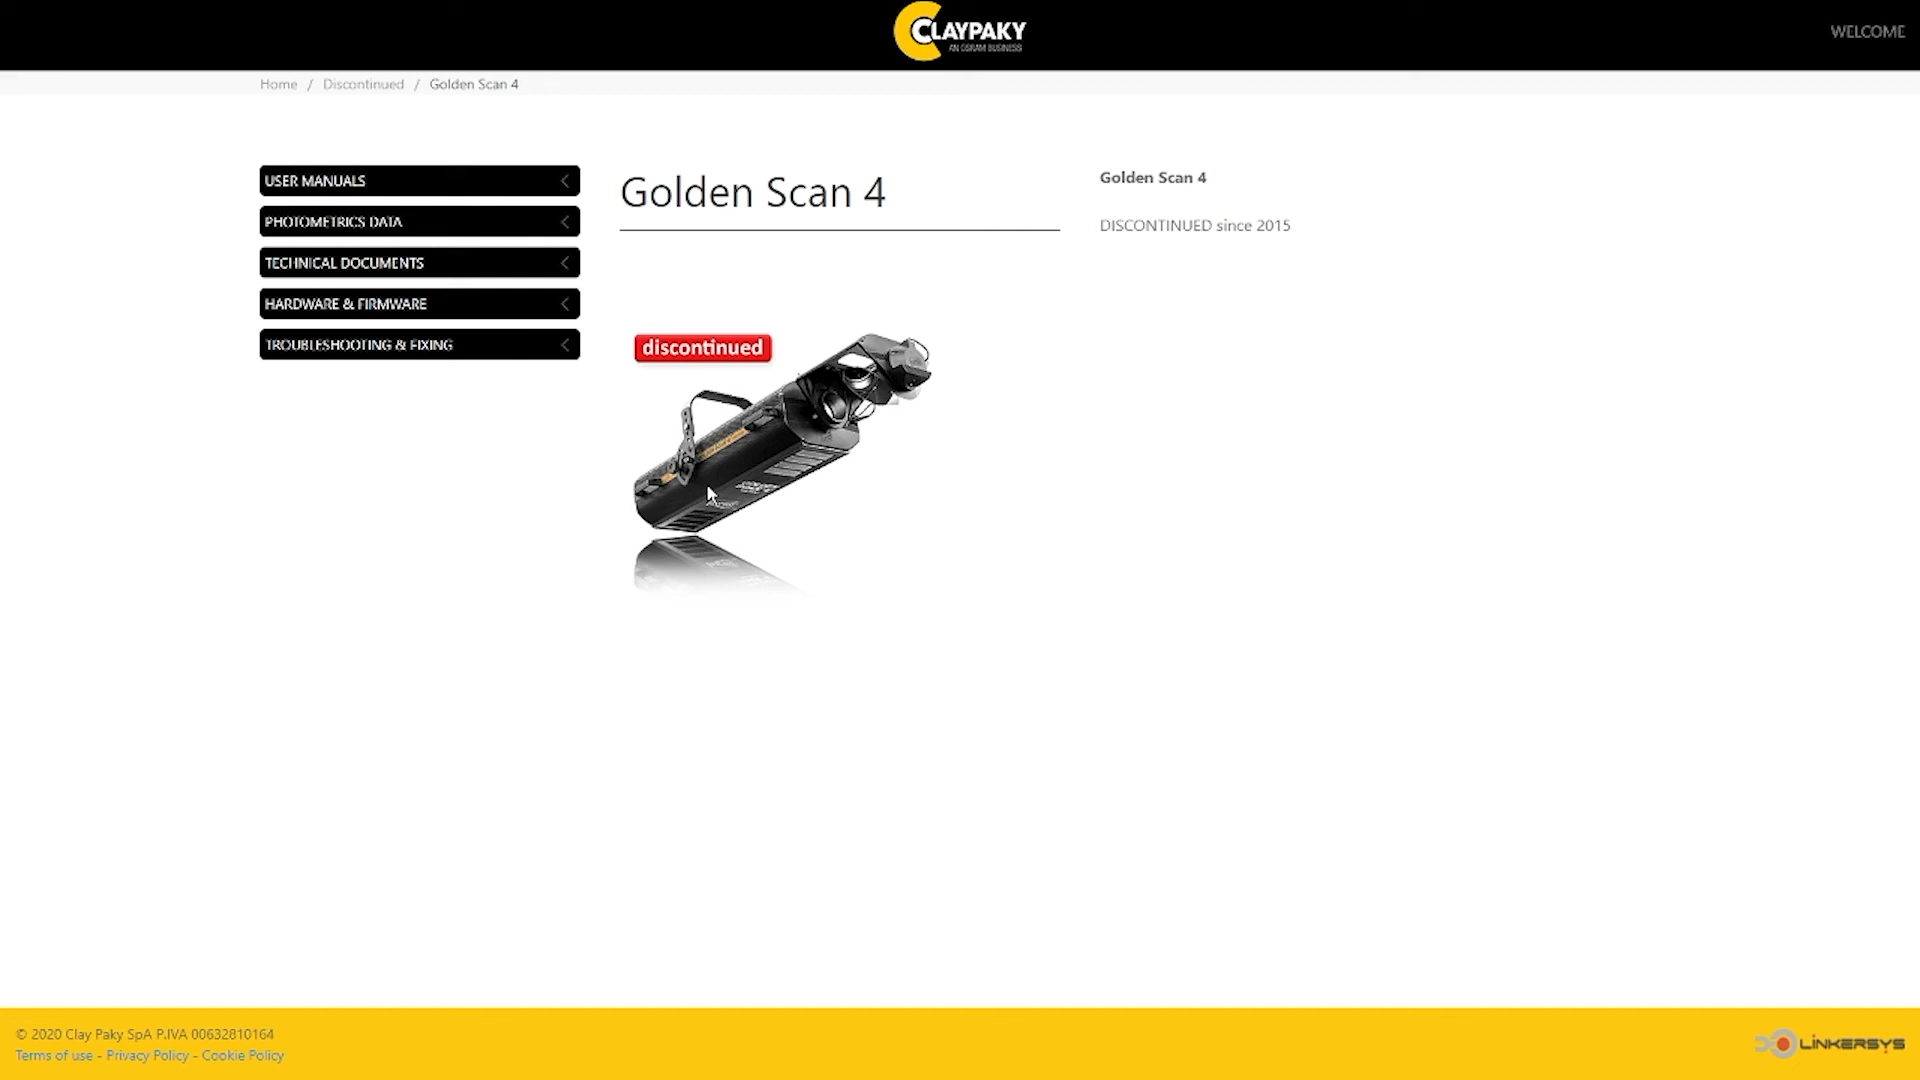 CLAYPAKY
AN OSRAM BUSINESS
WELCOME
Home / Discontinued / Golden Scan 4
USER MANUALS
PHOTOMETRICS DATA
TECHNICAL DOCUMENTS
HARDWARE & FIRMWARE
TROUBLESHOOTING & FIXING
Golden Scan 4
discontinued
Golden Scan 4
DISCONTINUED since 2015
© 2020 Clay Paky SpA P.IVA 00632810164
Terms of use - Privacy Policy - Cookie Policy
LINKERSYS